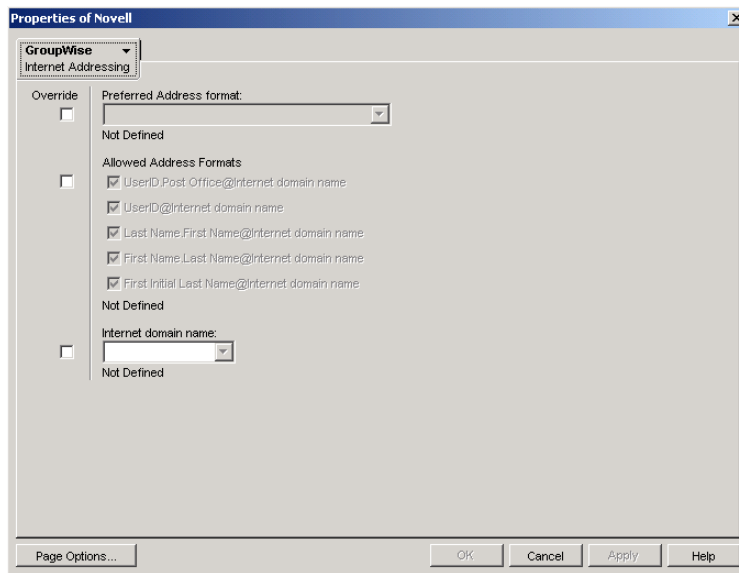 Properties of Novell
GroupWise
Internet Addressing
Override
Preferred Address format:
Not Defined
Allowed Address Formats
UserID.Post Office@Internet domain name
UserID@Internet domain name
Last Name.First Name@Internet domain name
First Name.Last Name@Internet domain name
First Initial Last Name@Internet domain name
Not Defined
Internet domain name:
Not Defined
Page Options...
OK
Cancel
Apply
Help